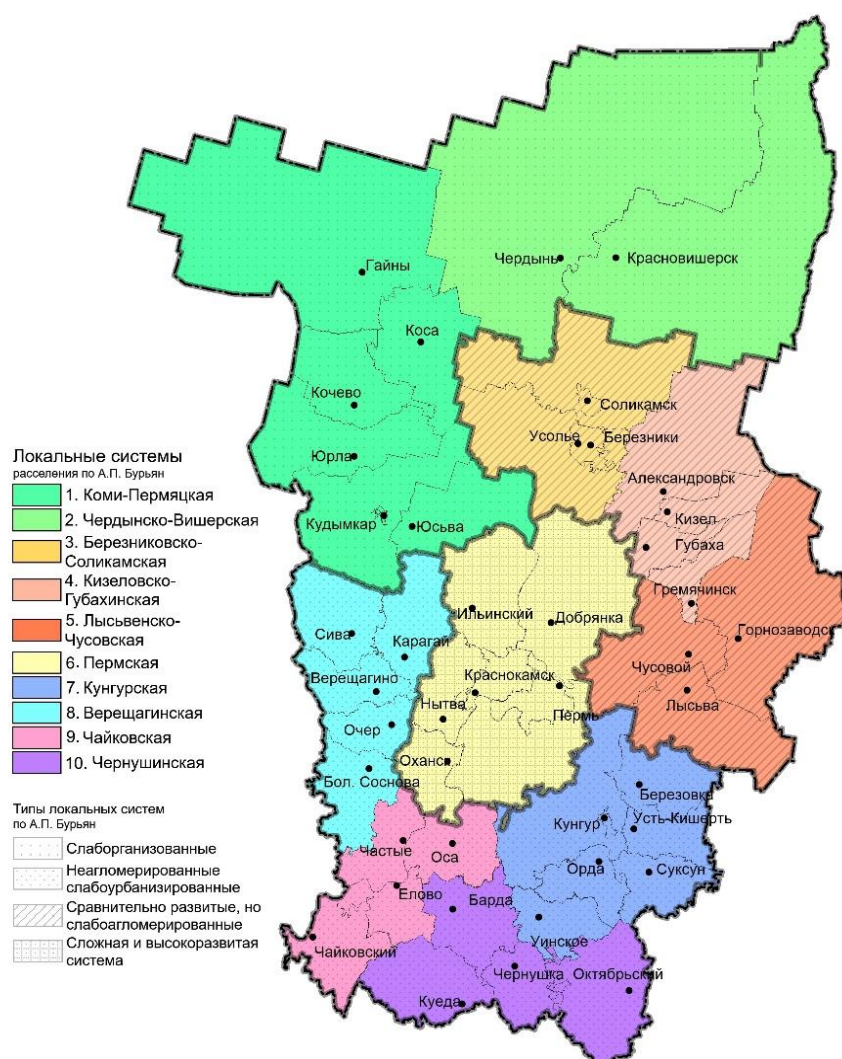 Чердынь
Красновишерск
Гайны
Коса
Кочево
Соликамск
Усолье
Березники
Юрла
Александровск
Кудымкар
Юсьва
Кизел
Губаха
Гремячинск
Ильинский
Добрянка
Сива
Карагай
Горнозаводск
Верещагино
Краснокамск
Чусовой
Нытва
Пермь
Лысьва
Очер
Оханск
Бол. Соснова
Березовка
Кунгур
Усть-Кишерть
Частые
Оса
Орда
Суксун
Елово
Барда
Чайковский
Уинское
Чернушка
Октябрьский
Куеда
Локальные системы
расселения по А.П. Бурьян
1. Коми-Пермяцкая
2. Чердынско-Вишерская
3. Березниковско-
Соликамская
4. Кизеловско-
Губахинская
5. Лысьвенско-
Чусовская
6. Пермская
7. Кунгурская
8. Верещагинская
9. Чайковская
10. Чернушинская
Типы локальных систем
по А.П. Бурьян
Слаборганизованные
Неагломерированные
слабоурбанизированные
Сравнительно развитые, но
слабоагломерированные
Сложная и высокоразвитая
система